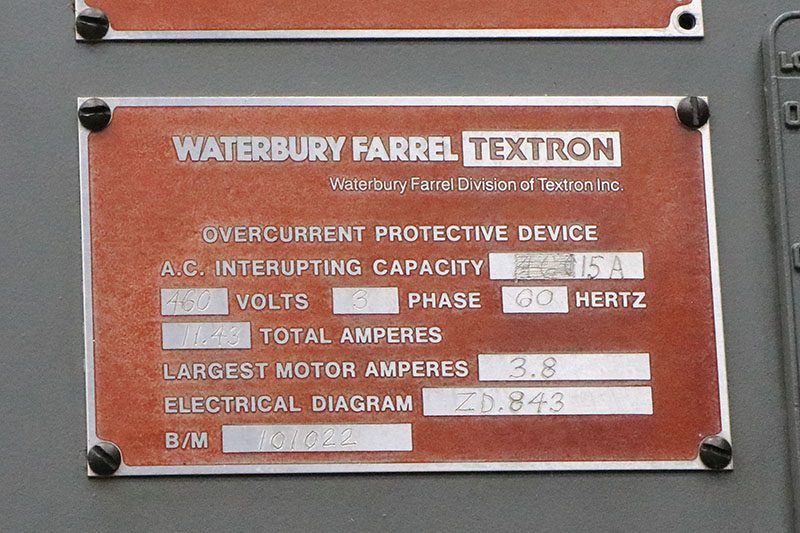 WATERBURY FARREL TEXTRON
Waterbury Farrel Division of Textron Inc.
OVERCURRENT PROTECTIVE DEVICE
A.C. INTERUPTING CAPACITY 15A
460 VOLTS 3 PHASE 60 HERTZ
11.43 TOTAL AMPERES
LARGEST MOTOR AMPERES 3.8
ELECTRICAL DIAGRAM ZD.843
B/M 101022